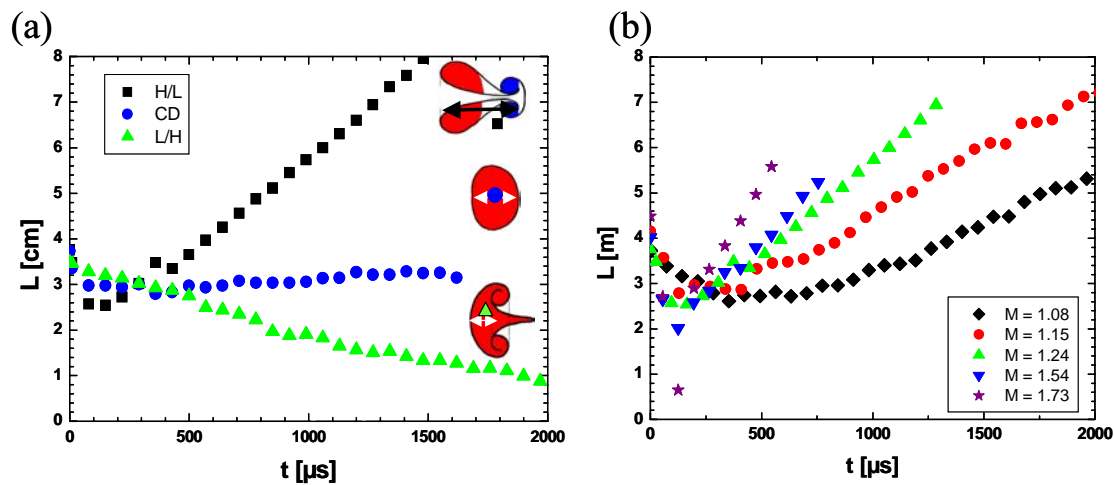 (a)
8
7
6
5
4
3
2
1
0
L [cm]
H/L
CD
L/H
0
500
1000
1500
2000
t [µs]
(b)
8
7
6
5
4
3
2
1
0
L [m]
M = 1.08
M = 1.15
M = 1.24
M = 1.54
M = 1.73
0
500
1000
1500
2000
t [µs]